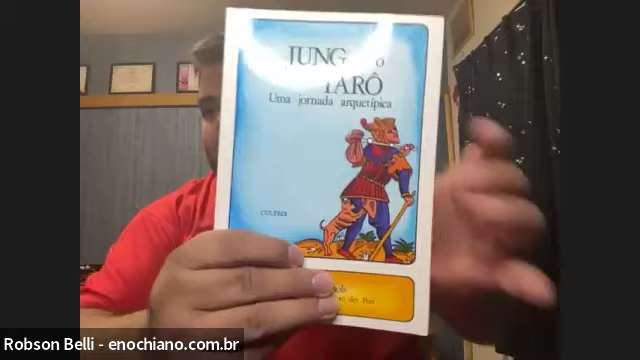 JUNG e o
TARÔ
Uma jornada arquetípica
CULTRIX
Robson Belli - enochiano.com.br